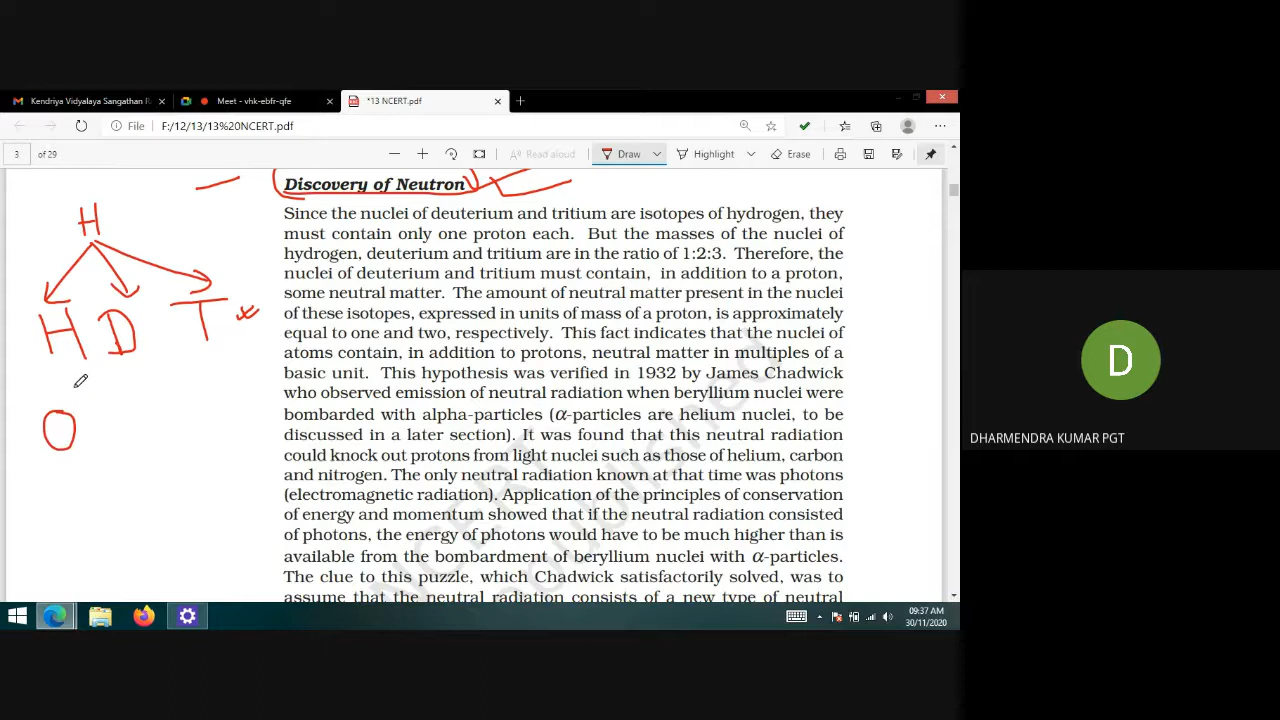 Kendriya Vidyalaya Sangathan R
Meet - vhk-ebfr-qfe
*13 NCERT.pdf
File
F:/12/13/13%20NCERT.pdf
3 of 29
Read aloud
Draw
Highlight
Erase
Discovery of Neutron
Since the nuclei of deuterium and tritium are isotopes of hydrogen, they
must contain only one proton each. But the masses of the nuclei of
hydrogen, deuterium and tritium are in the ratio of 1:2:3. Therefore, the
nuclei of deuterium and tritium must contain, in addition to a proton,
some neutral matter. The amount of neutral matter present in the nuclei
of these isotopes, expressed in units of mass of a proton, is approximately
equal to one and two, respectively. This fact indicates that the nuclei of
atoms contain, in addition to protons, neutral matter in multiples of a
basic unit. This hypothesis was verified in 1932 by James Chadwick
who observed emission of neutral radiation when beryllium nuclei were
bombarded with alpha-particles (α-particles are helium nuclei, to be
discussed in a later section). It was found that this neutral radiation
could knock out protons from light nuclei such as those of helium, carbon
and nitrogen. The only neutral radiation known at that time was photons
(electromagnetic radiation). Application of the principles of conservation
of energy and momentum showed that if the neutral radiation consisted
of photons, the energy of photons would have to be much higher than is
available from the bombardment of beryllium nuclei with α-particles.
The clue to this puzzle, which Chadwick satisfactorily solved, was to
assume that the neutral radiation consists of a new type of neutral
H
H D T *
O
NCERT
published
D
DHARMENDRA KUMAR PGT
09:37 AM
30/11/2020